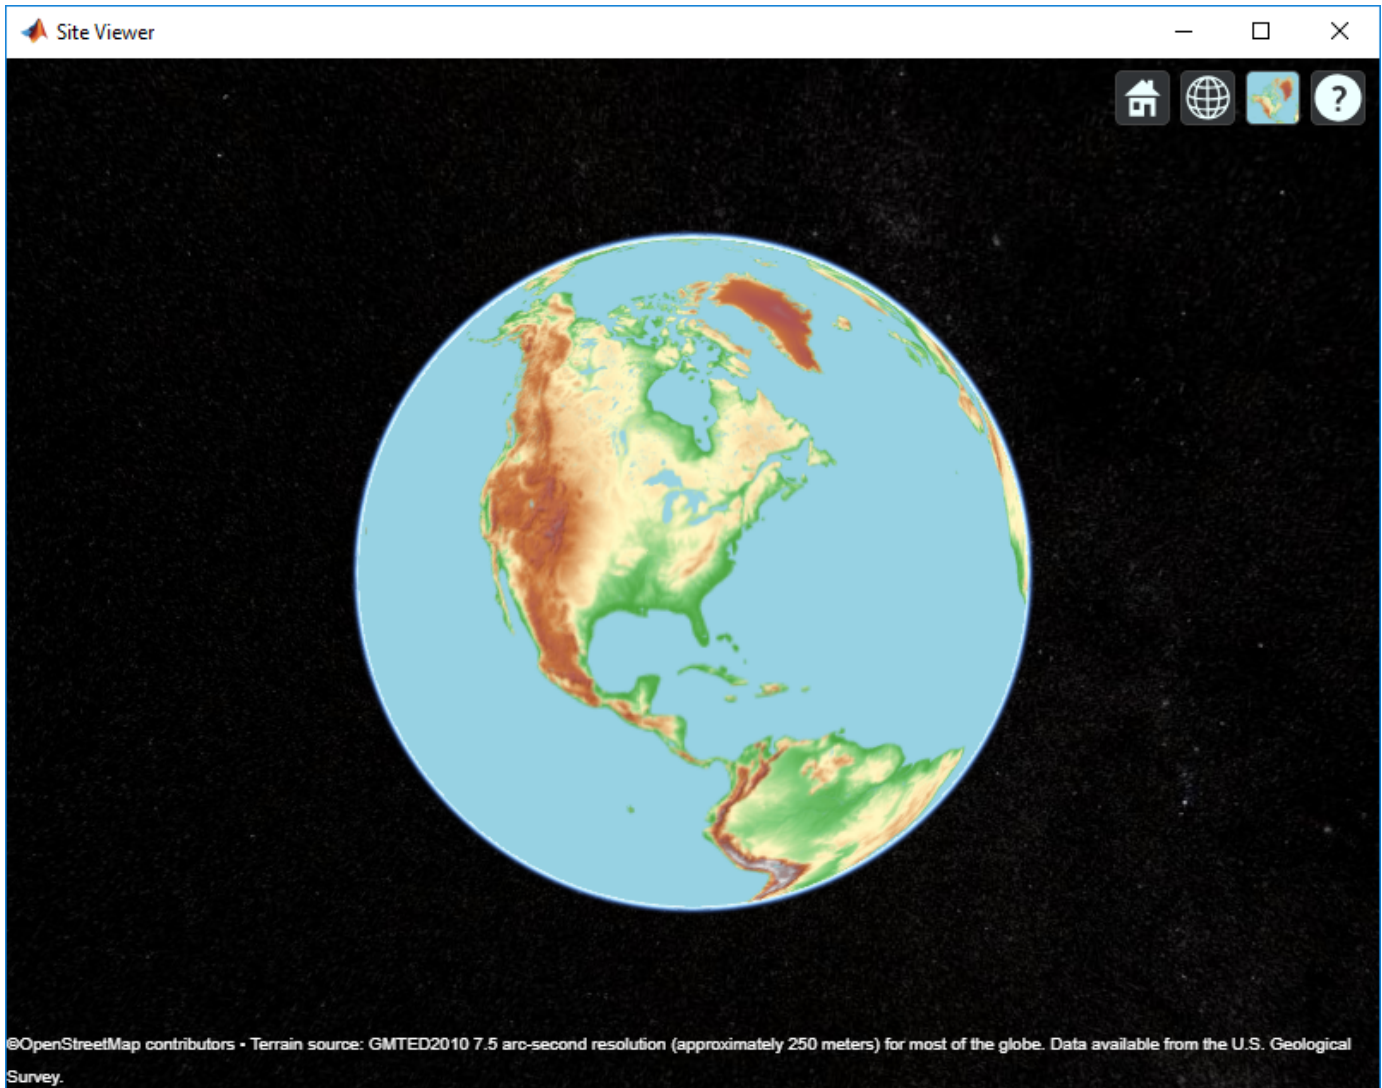 Site Viewer
?
©OpenStreetMap contributors • Terrain source: GMTED2010 7.5 arc-second resolution (approximately 250 meters) for most of the globe. Data available from the U.S. Geological
Survey.